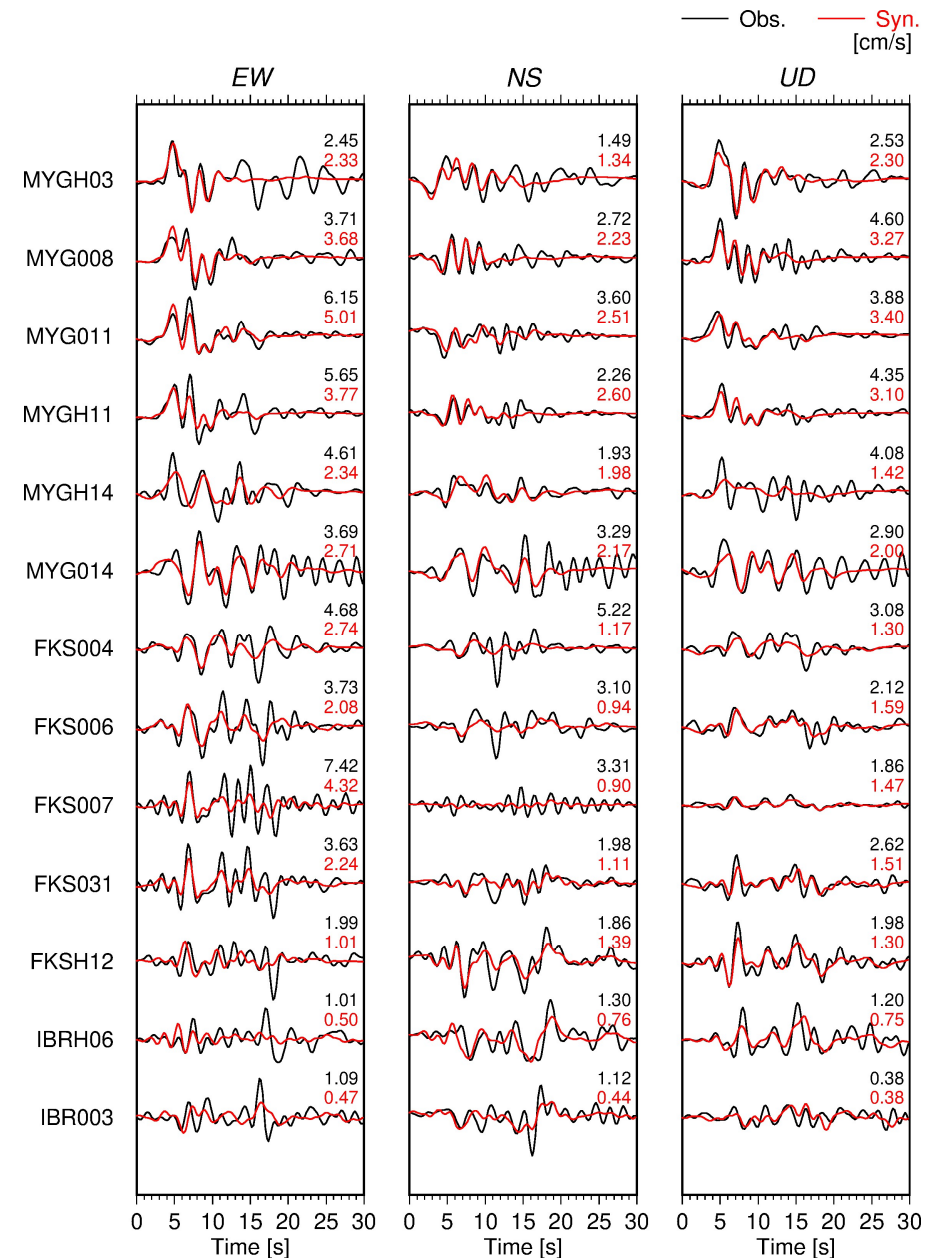 Obs. Syn.
[cm/s]
EW NS UD
MYGH03 2.45 1.49 2.53
2.33 1.34 2.30
MYG008 3.71 2.72 4.60
3.68 2.23 3.27
MYG011 6.15 3.60 3.88
5.01 2.51 3.40
MYGH11 5.65 2.26 4.35
3.77 2.60 3.10
MYGH14 4.61 1.93 4.08
2.34 1.98 1.42
MYG014 3.69 3.29 2.90
2.71 2.17 2.00
FKS004 4.68 5.22 3.08
2.74 1.17 1.30
FKS006 3.73 3.10 2.12
2.08 0.94 1.59
FKS007 7.42 3.31 1.86
4.32 0.90 1.47
FKS031 3.63 1.98 2.62
2.24 1.11 1.51
FKSH12 1.99 1.86 1.98
1.01 1.39 1.30
IBRH06 1.01 1.30 1.20
0.50 0.76 0.75
IBR003 1.09 1.12 0.38
0.47 0.44 0.38
0 5 10 15 20 25 30 0 5 10 15 20 25 30 0 5 10 15 20 25 30
Time [s] Time [s] Time [s]